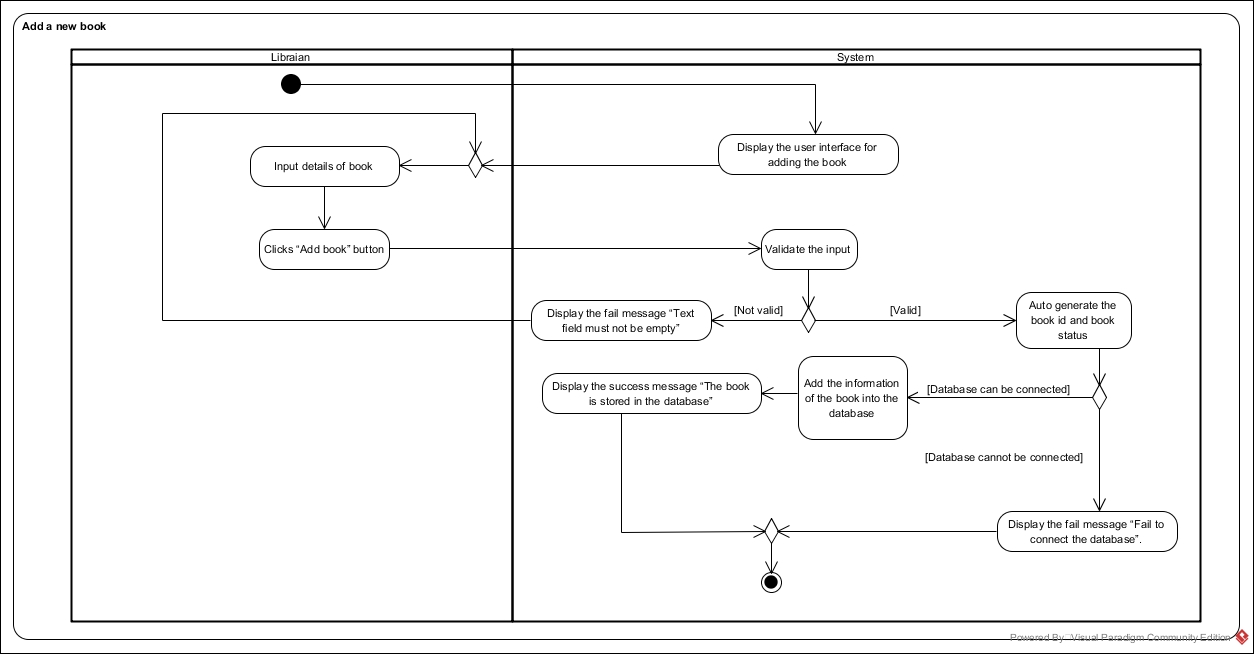 Add a new book
Libraian
System
Display the user interface for
adding the book
Input details of book
Clicks “Add book” button
Validate the input
[Not valid]
[Valid]
Display the fail message “Text
field must not be empty”
Auto generate the
book id and book
status
[Database can be connected]
Add the information
of the book into the
database
Display the success message “The book
is stored in the database”
[Database cannot be connected]
Display the fail message “Fail to
connect the database”.
Powered By Visual Paradigm Community Edition